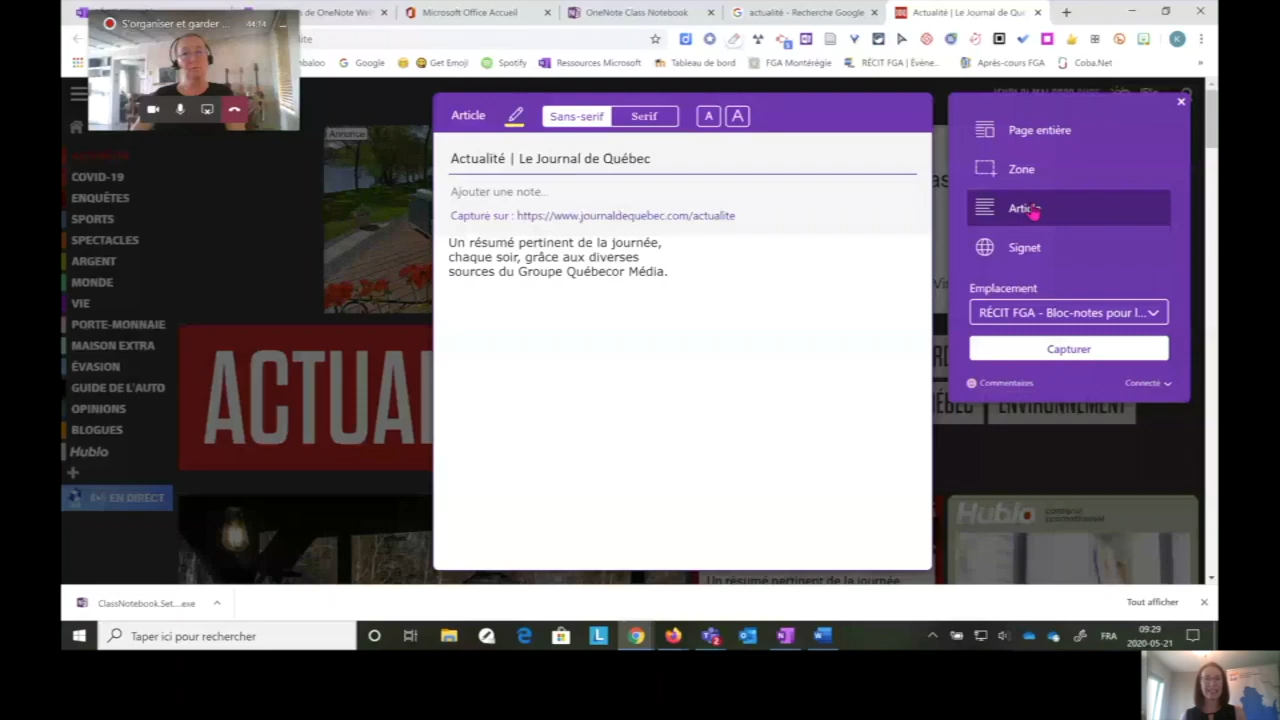 S'organiser et garder ...
44:14
de OneNote Web
Microsoft Office Accueil
OneNote Class Notebook
actualité - Recherche Google
Actualité | Le Journal de Qué
Google
Get Emoji
Spotify
Ressources Microsoft
Tableau de bord
FGA Montérégie
RÉCIT FGA | Évène...
Après-cours FGA
Coba.Net
»
Annonce
COVID-19
ENQUÊTES
SPORTS
SPECTACLES
ARGENT
MONDE
VIE
PORTE-MONNAIE
MAISON EXTRA
ÉVASION
GUIDE DE L'AUTO
OPINIONS
BLOGUES
Hublo
EN DIRECT
ACTUAL
Article
Sans-serif
Serif
A
A
Actualité | Le Journal de Québec
Ajouter une note...
Capturé sur : https://www.journaldequebec.com/actualite
Un résumé pertinent de la journée,
chaque soir, grâce aux diverses
sources du Groupe Québecor Média.
Page entière
Zone
Article
Signet
Emplacement
RÉCIT FGA - Bloc-notes pour l...
Capturer
Commentaires
Connecté
ENVIRONNEMENT
Hublo
contenu
Un résumé pertinent de la journée
ClassNotebook.Set....exe
Tout afficher
Taper ici pour rechercher
FRA
09:29
2020-05-21